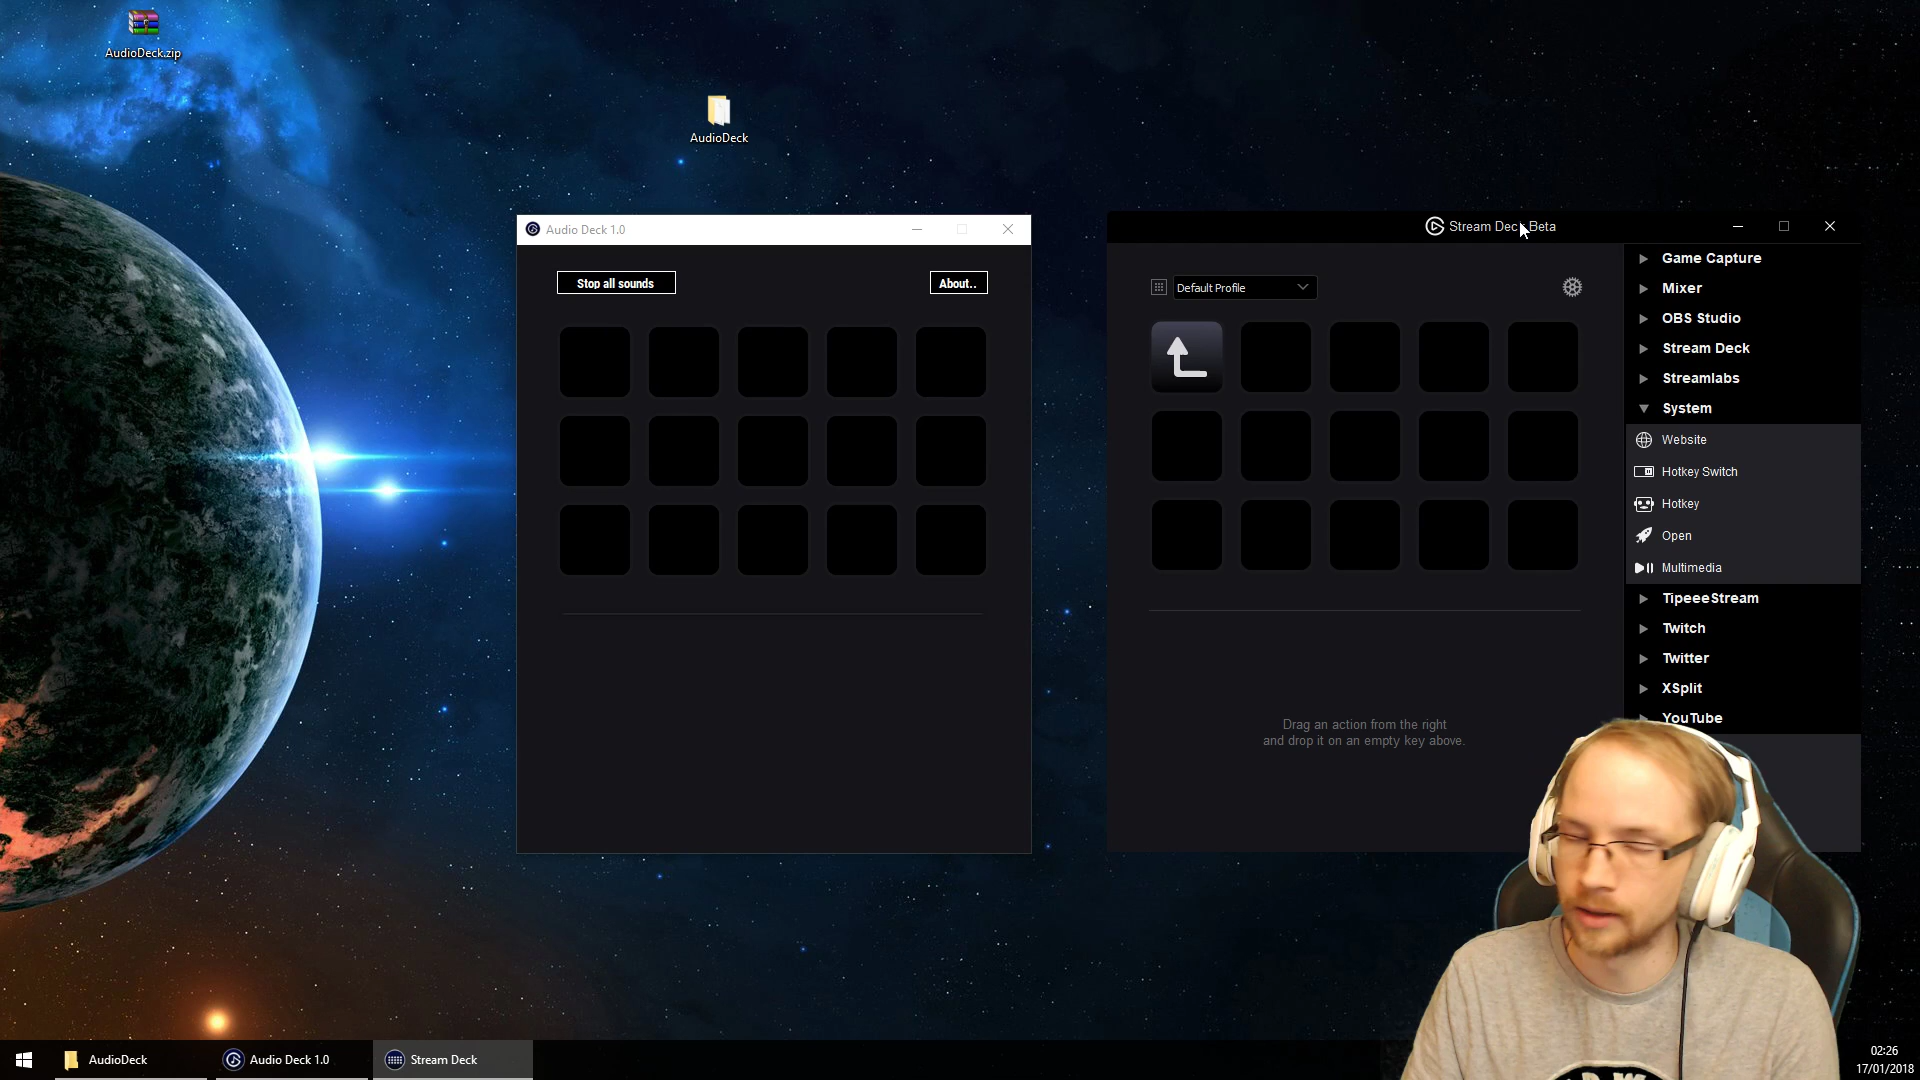 AudioDeck.zip
AudioDeck
Audio Deck 1.0
Stop all sounds
About..
Stream Deck Beta
Default Profile
Drag an action from the right
and drop it on an empty key above.
Game Capture
Mixer
OBS Studio
Stream Deck
Streamlabs
System
Website
Hotkey Switch
Hotkey
Open
Multimedia
TipeeeStream
Twitch
Twitter
XSplit
YouTube
AudioDeck
Audio Deck 1.0
Stream Deck
02:26
17/01/2018